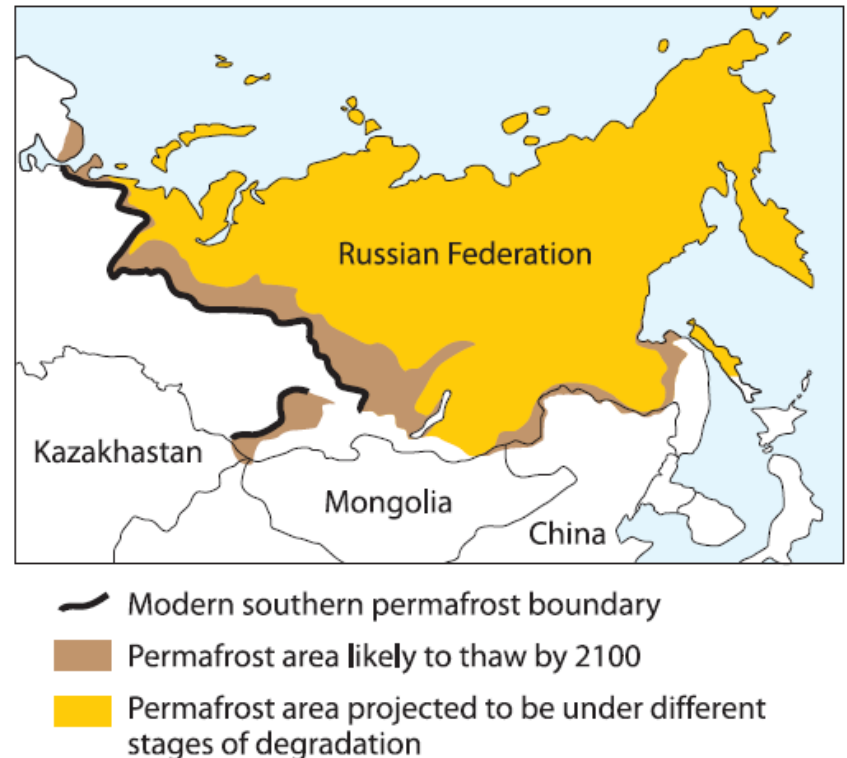 Russian Federation
Kazakhastan
Mongolia
China
Modern southern permafrost boundary
Permafrost area likely to thaw by 2100
Permafrost area projected to be under different
stages of degradation